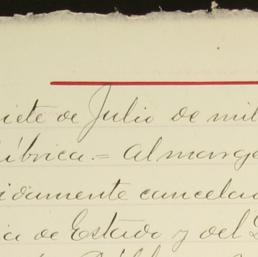 iete de Julio de mil
úbrica.= Al marge
idamente cancelad
ia de Estado y del D